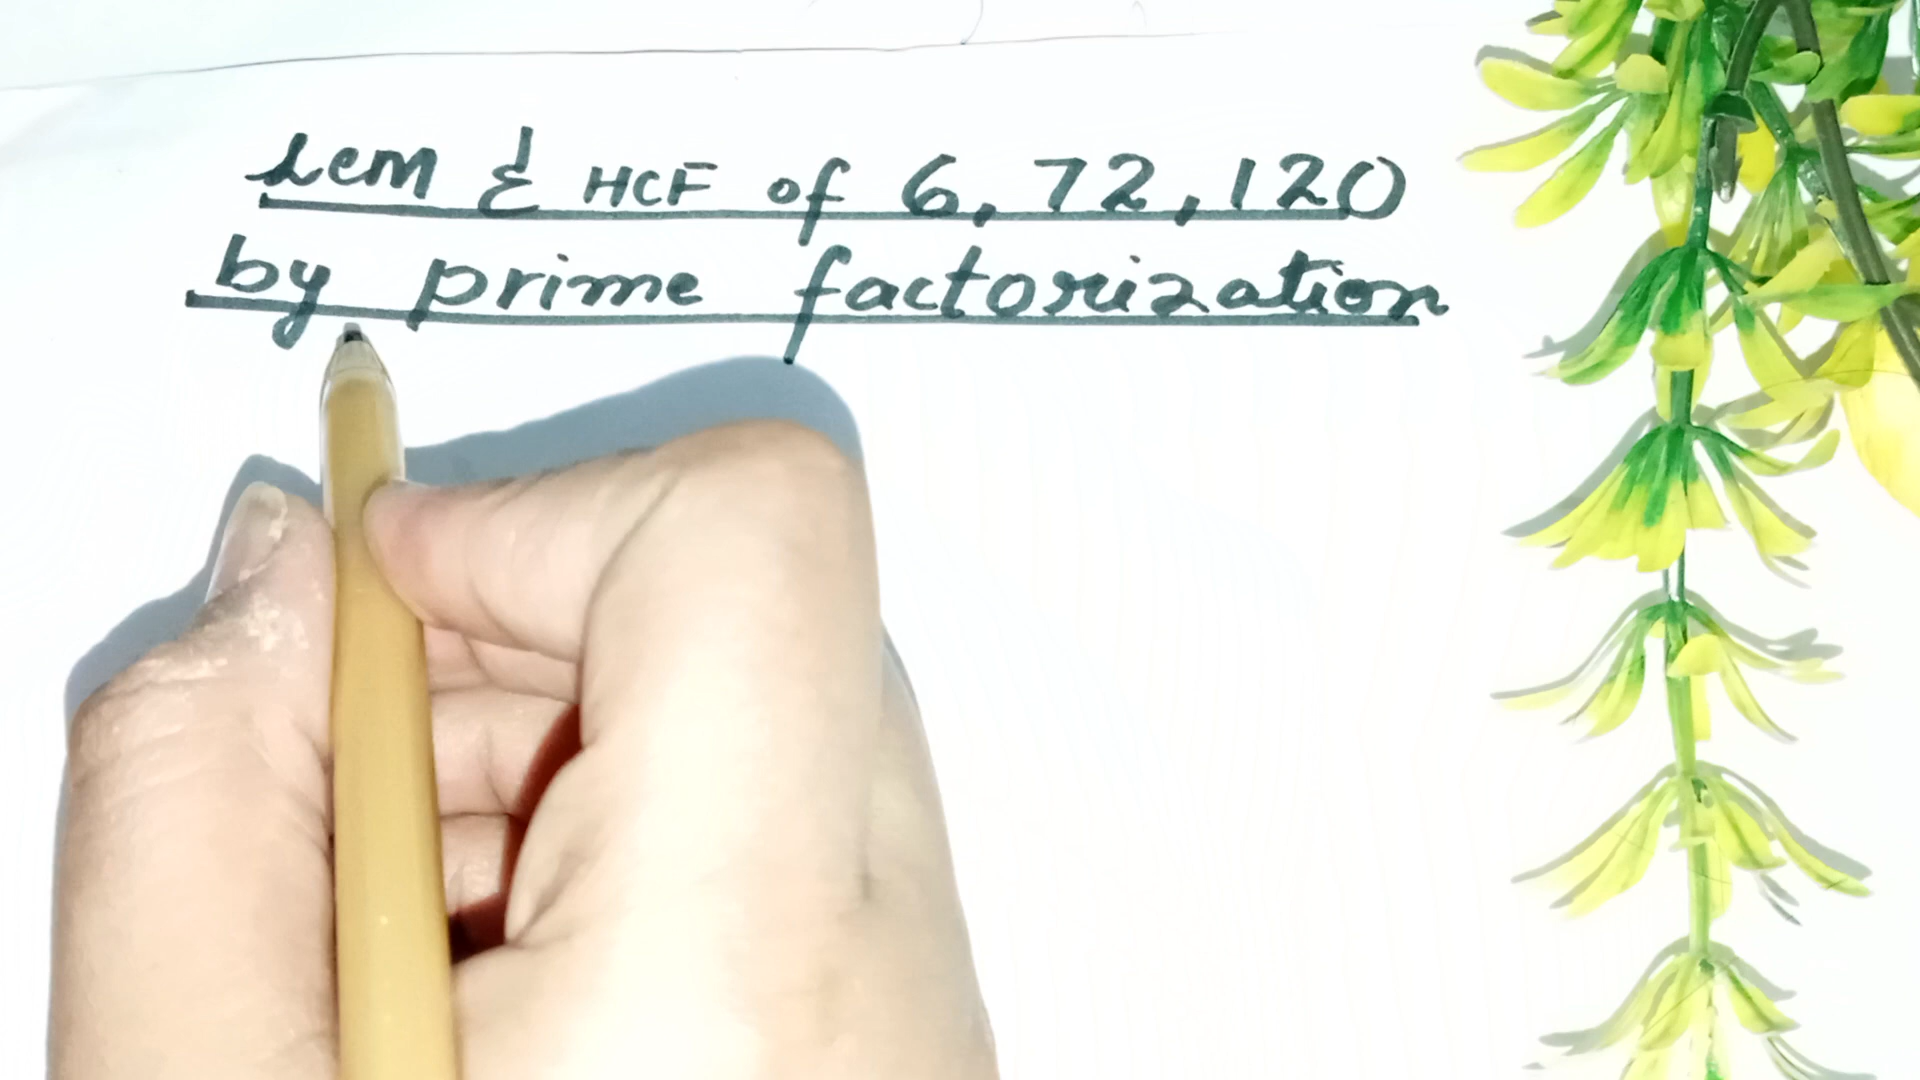 LCM & HCF of 6, 72, 120
by prime factorization